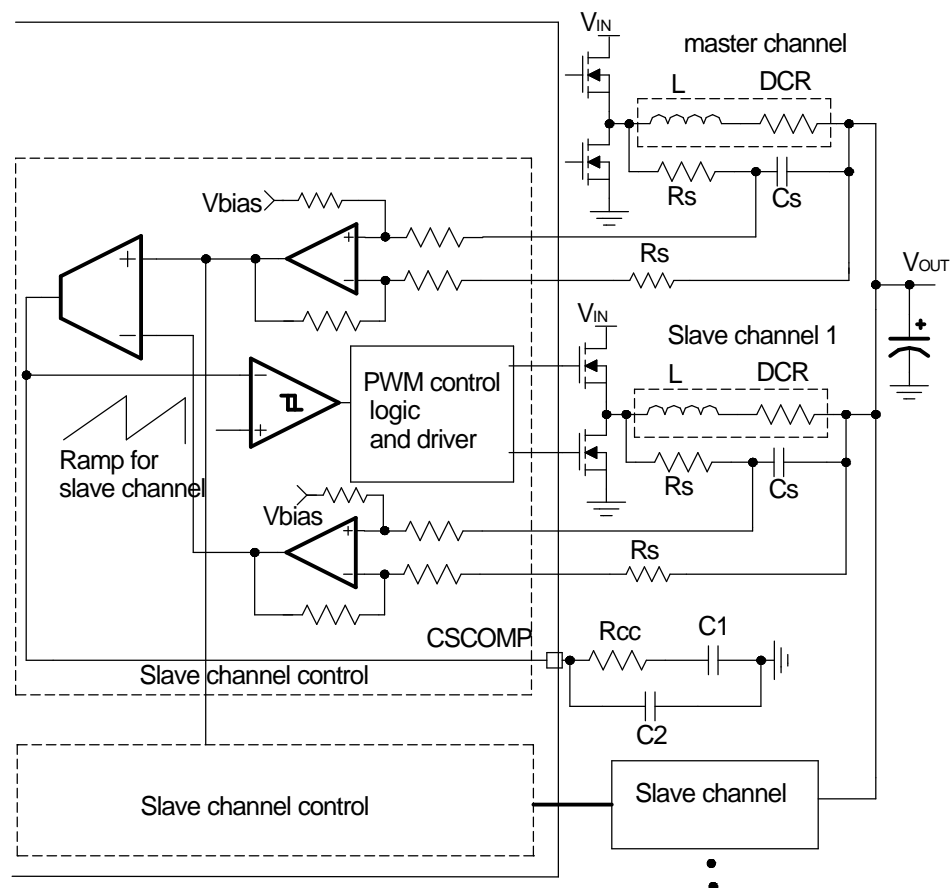 VIN
master channel
L
DCR
Rs
Cs
Vbias
Rs
VOUT
+
−
+
−
+
VIN
Slave channel 1
L
DCR
−
+
PWM control
logic
and driver
Ramp for
slave channel
Rs
Cs
Vbias
+
−
Rs
CSCOMP
Rcc
C1
Slave channel control
C2
Slave channel control
Slave channel